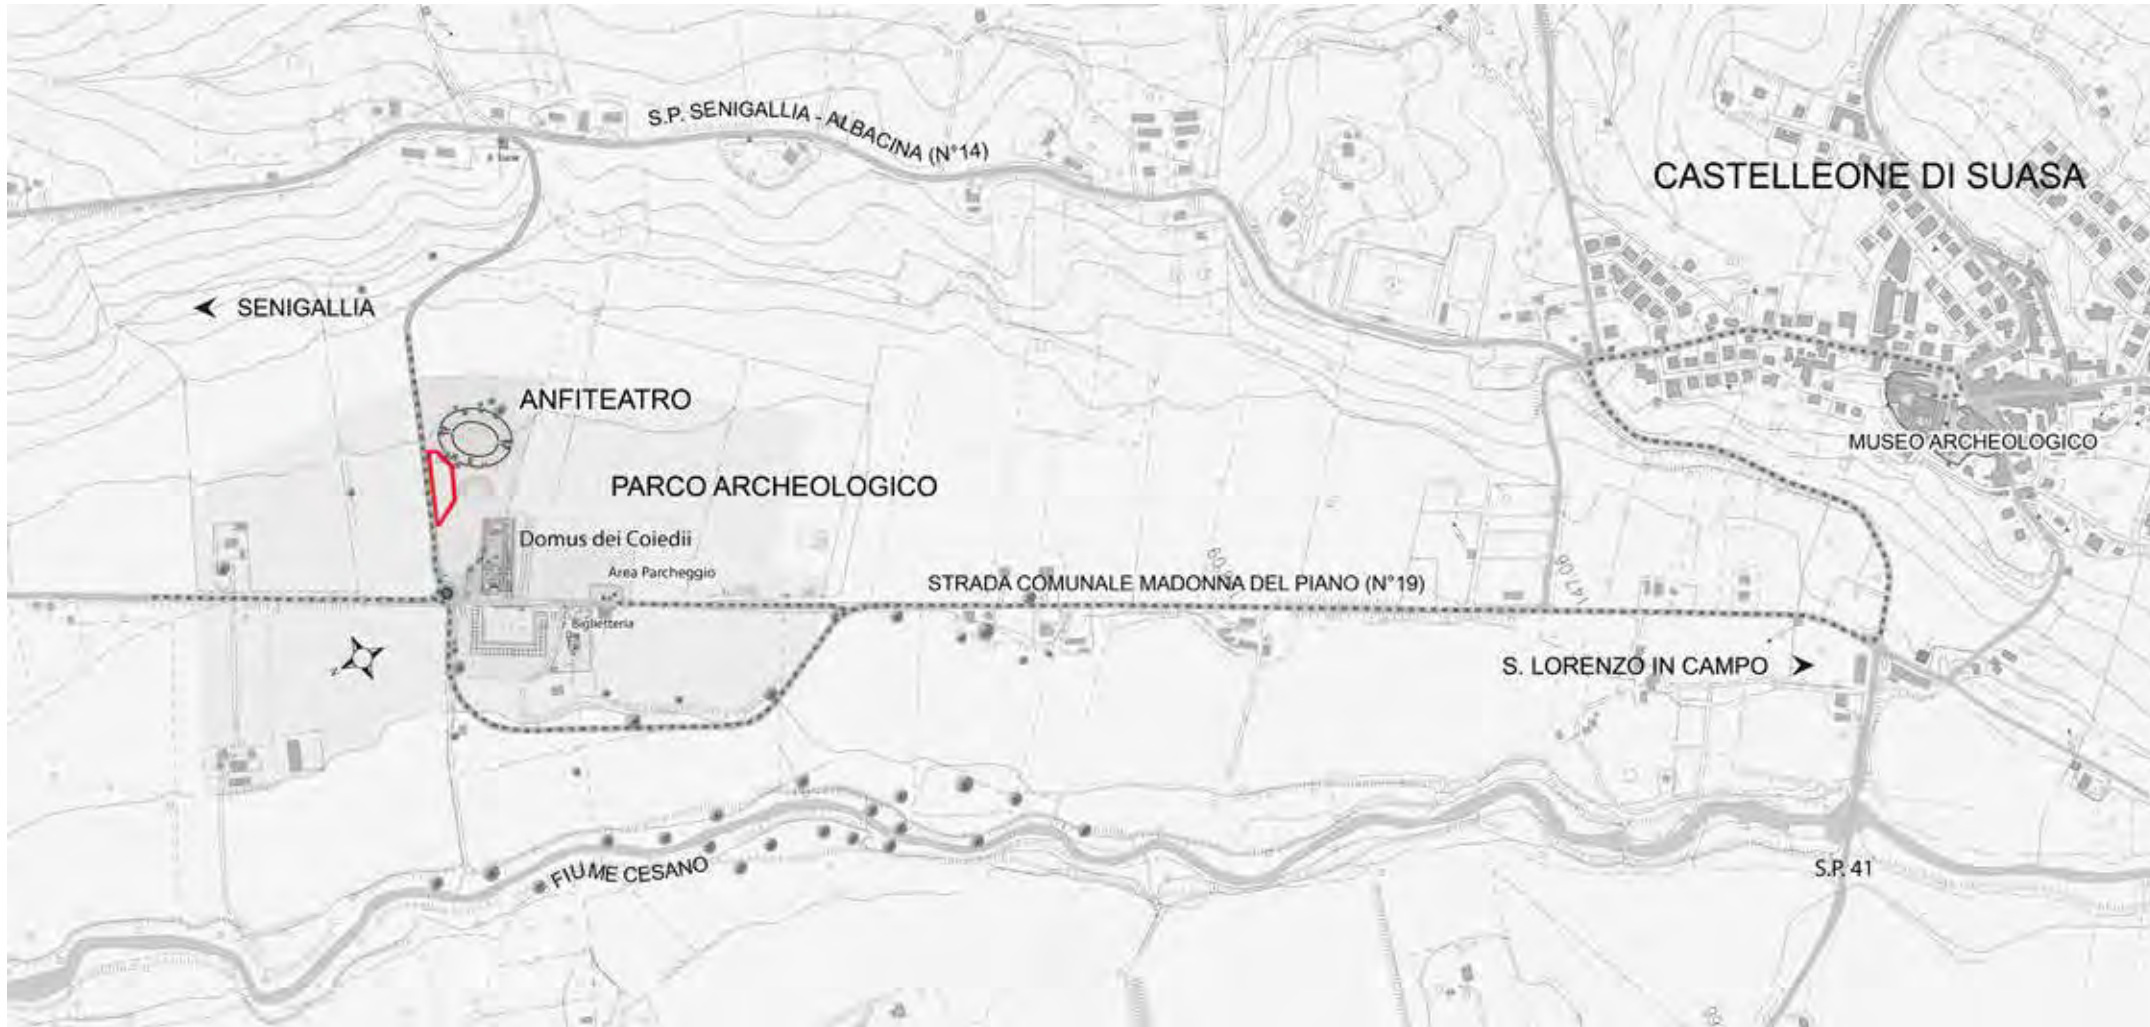 S.P. SENIGALLIA - ALBACINA (N°14)
CASTELLEONE DI SUASA
SENIGALLIA
ANFITEATRO
MUSEO ARCHEOLOGICO
PARCO ARCHEOLOGICO
Domus dei Coiedii
Area Parcheggio
STRADA COMUNALE MADONNA DEL PIANO (N°19)
Biglietteria
S. LORENZO IN CAMPO
FIUME CESANO
S.P. 41